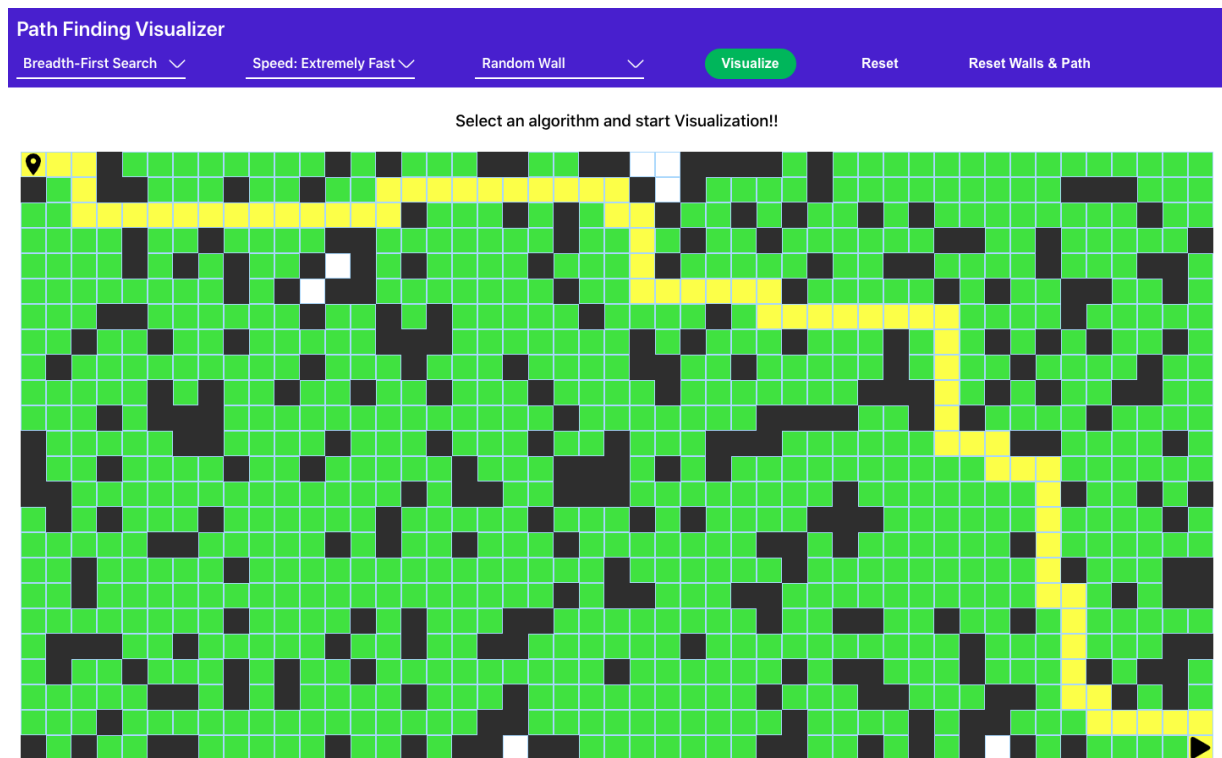 Path Finding Visualizer
Breadth-First Search Speed: Extremely Fast Random Wall Visualize Reset Reset Walls & Path
Select an algorithm and start Visualization!!